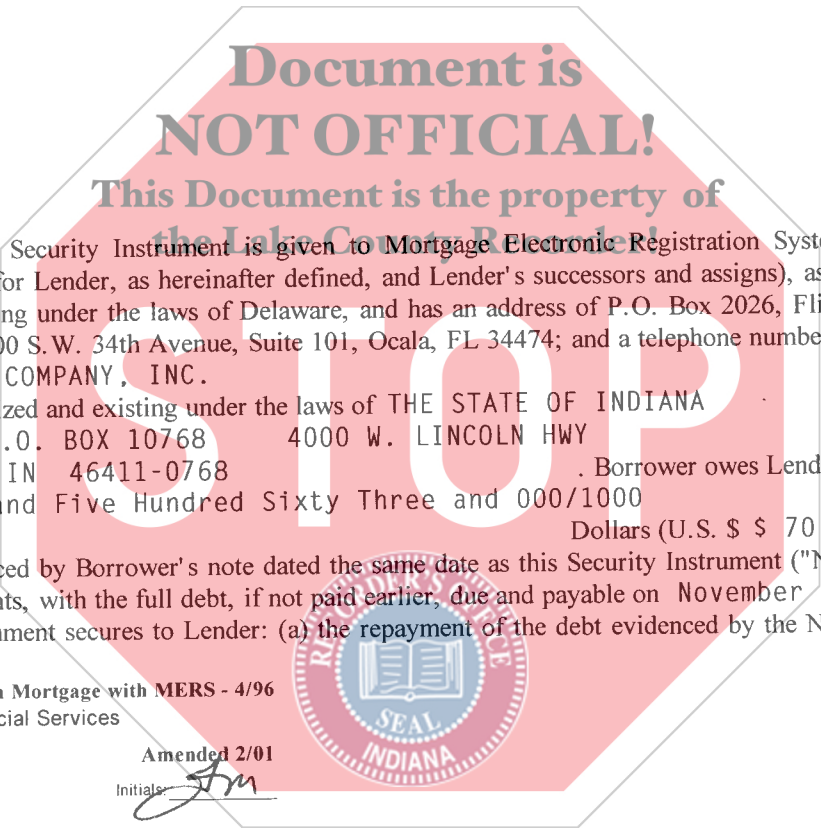 Document is
NOT OFFICIAL!
This Document is the property of
the Lake County Recorder!
Security Instrument is given to Mortgage Electronic Registration Syste
for Lender, as hereinafter defined, and Lender's successors and assigns), as
ng under the laws of Delaware, and has an address of P.O. Box 2026, Fli
00 S.W. 34th Avenue, Suite 101, Ocala, FL 34474; and a telephone numbe
COMPANY, INC.
zed and existing under the laws of THE STATE OF INDIANA
.O. BOX 10768 4000 W. LINCOLN HWY
IN 46411-0768 . Borrower owes Lend
and Five Hundred Sixty Three and 000/1000
Dollars (U.S. $ $ 70
ced by Borrower's note dated the same date as this Security Instrument ("N
nts, with the full debt, if not paid earlier, due and payable on November
ment secures to Lender: (a) the repayment of the debt evidenced by the N
STOP
RECORDER'S OFFICE
SEAL
INDIANA
a Mortgage with MERS - 4/96
cial Services
Amended 2/01
Initials: